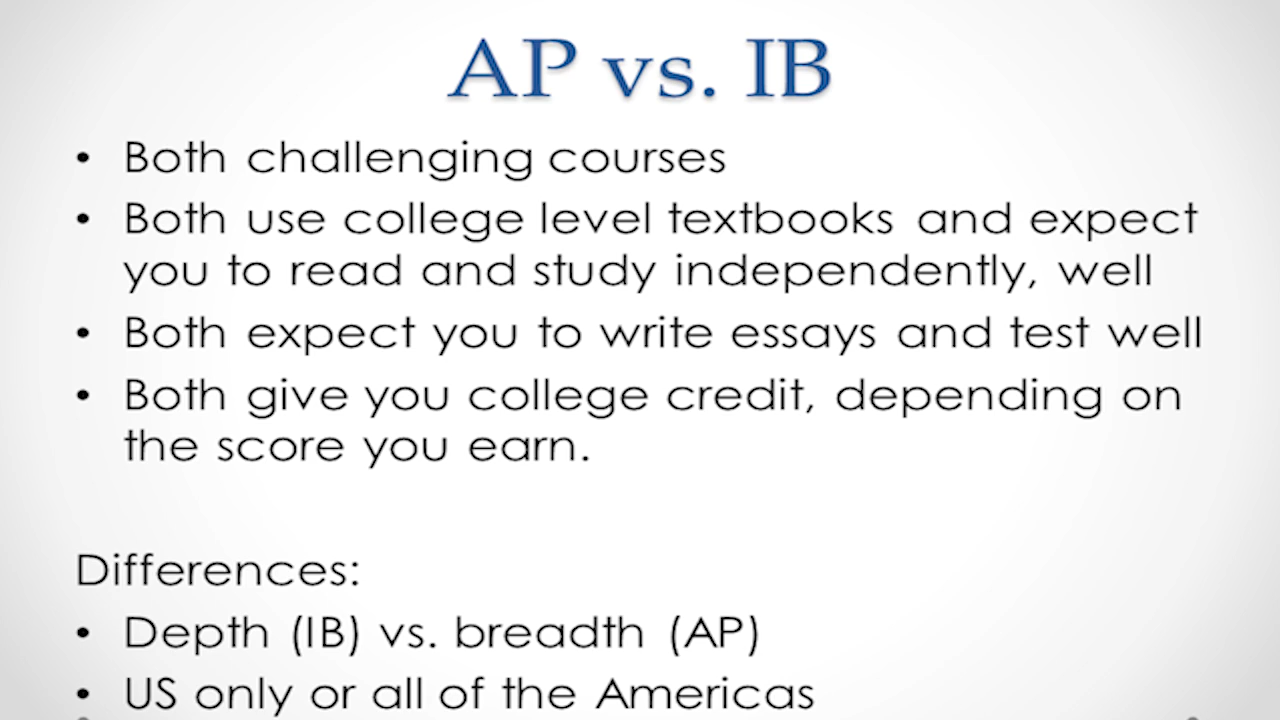 AP vs. IB
• Both challenging courses
• Both use college level textbooks and expect
you to read and study independently, well
• Both expect you to write essays and test well
• Both give you college credit, depending on
the score you earn.
Differences:
• Depth (IB) vs. breadth (AP)
• US only or all of the Americas